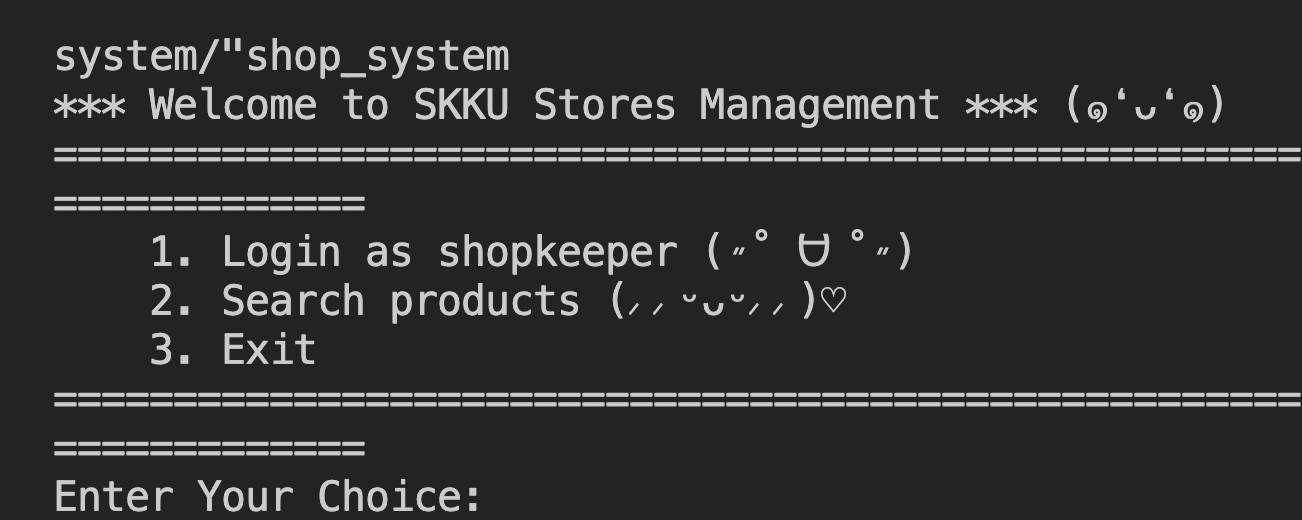 system/"shop_system
*** Welcome to SKKU Stores Management *** (๑❛ᴗ❛๑)
====================================================
=============
1. Login as shopkeeper (˶˚ ᗨ ˚˶)
2. Search products (⸝⸝ᵕᴗᵕ⸝⸝)♡
3. Exit
====================================================
=============
Enter Your Choice: